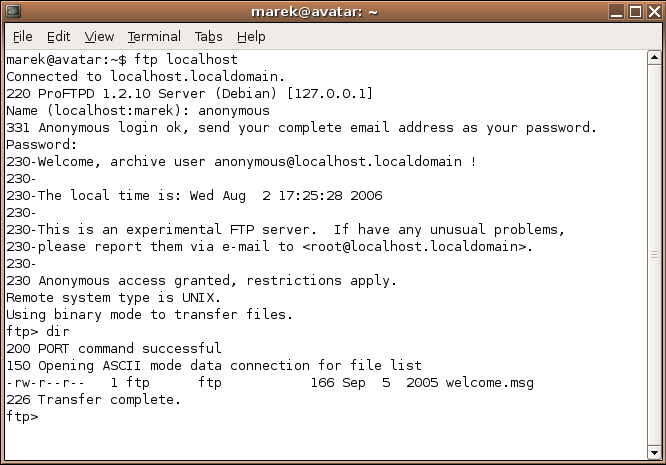 marek@avatar: ~
File Edit View Terminal Tabs Help
marek@avatar:~$ ftp localhost
Connected to localhost.localdomain.
220 ProFTPD 1.2.10 Server (Debian) [127.0.0.1]
Name (localhost:marek): anonymous
331 Anonymous login ok, send your complete email address as your password.
Password:
230-Welcome, archive user anonymous@localhost.localdomain !
230-
230-The local time is: Wed Aug  2 17:25:28 2006
230-
230-This is an experimental FTP server.  If have any unusual problems,
230-please report them via e-mail to <root@localhost.localdomain>.
230-
230 Anonymous access granted, restrictions apply.
Remote system type is UNIX.
Using binary mode to transfer files.
ftp> dir
200 PORT command successful
150 Opening ASCII mode data connection for file list
-rw-r--r--   1 ftp      ftp           166 Sep  5  2005 welcome.msg
226 Transfer complete.
ftp>